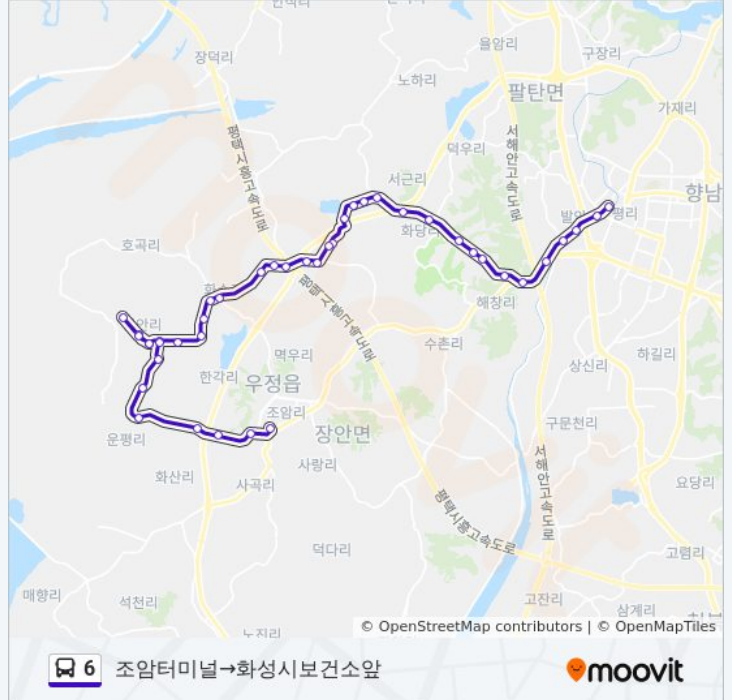 장덕리
율암리
구장리
노하리
팔탄면
가재리
평택시흥고속도로
서해안고속도로
덕우리
서근리
향남
호곡리
화당리
평리
안리
평택시흥고속도로
해창리
멱우리
수촌리
상신리
하길리
한각리
우정읍
조암리
운평리
장안면
구문천리
사랑리
화산리
사곡리
서해안고속도로
요당리
평택시흥고속도로
덕다리
고렴리
매향리
석천리
고잔리
삼계리
노진리
© OpenStreetMap contributors | © OpenMapTiles
6 조암터미널→화성시보건소앞
moovit